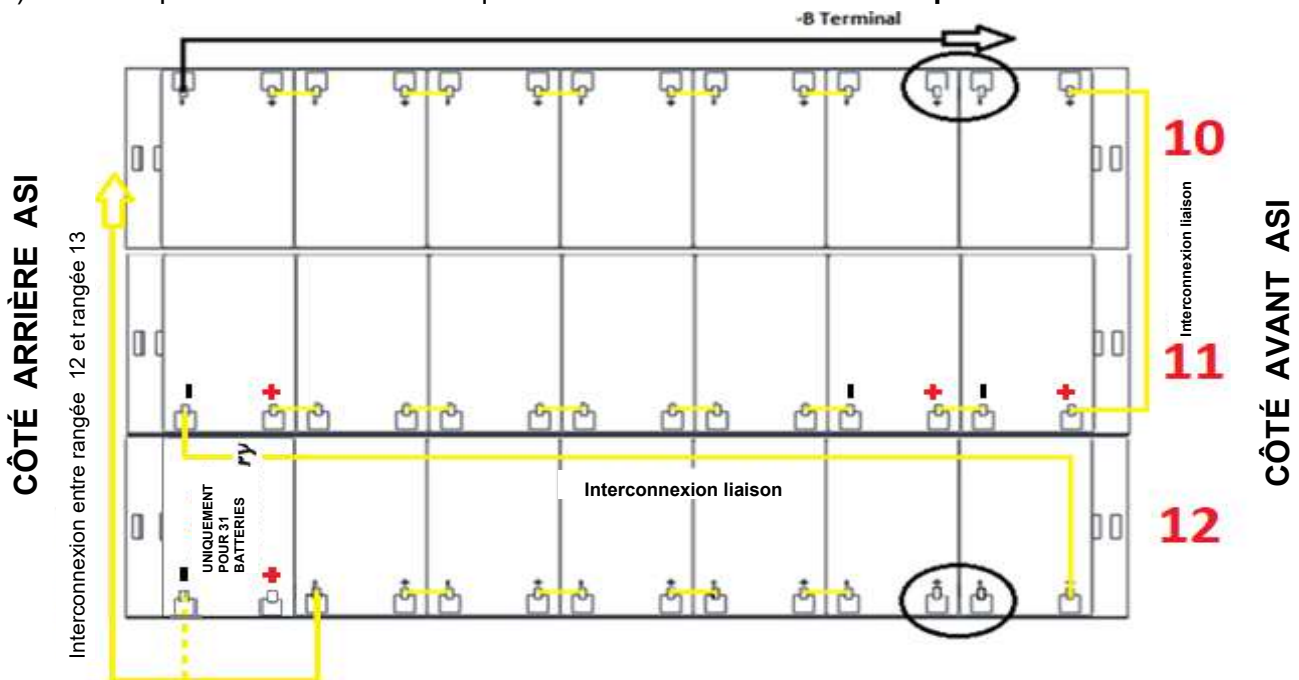 -B Terminal
10
11
12
CÔTÉ ARRIÈRE ASI
Interconnexion entre rangée 12 et rangée 13
Interconnexion liaison
CÔTÉ AVANT ASI
ry
UNIQUEMENT
POUR 31
BATTERIES
Interconnexion liaison